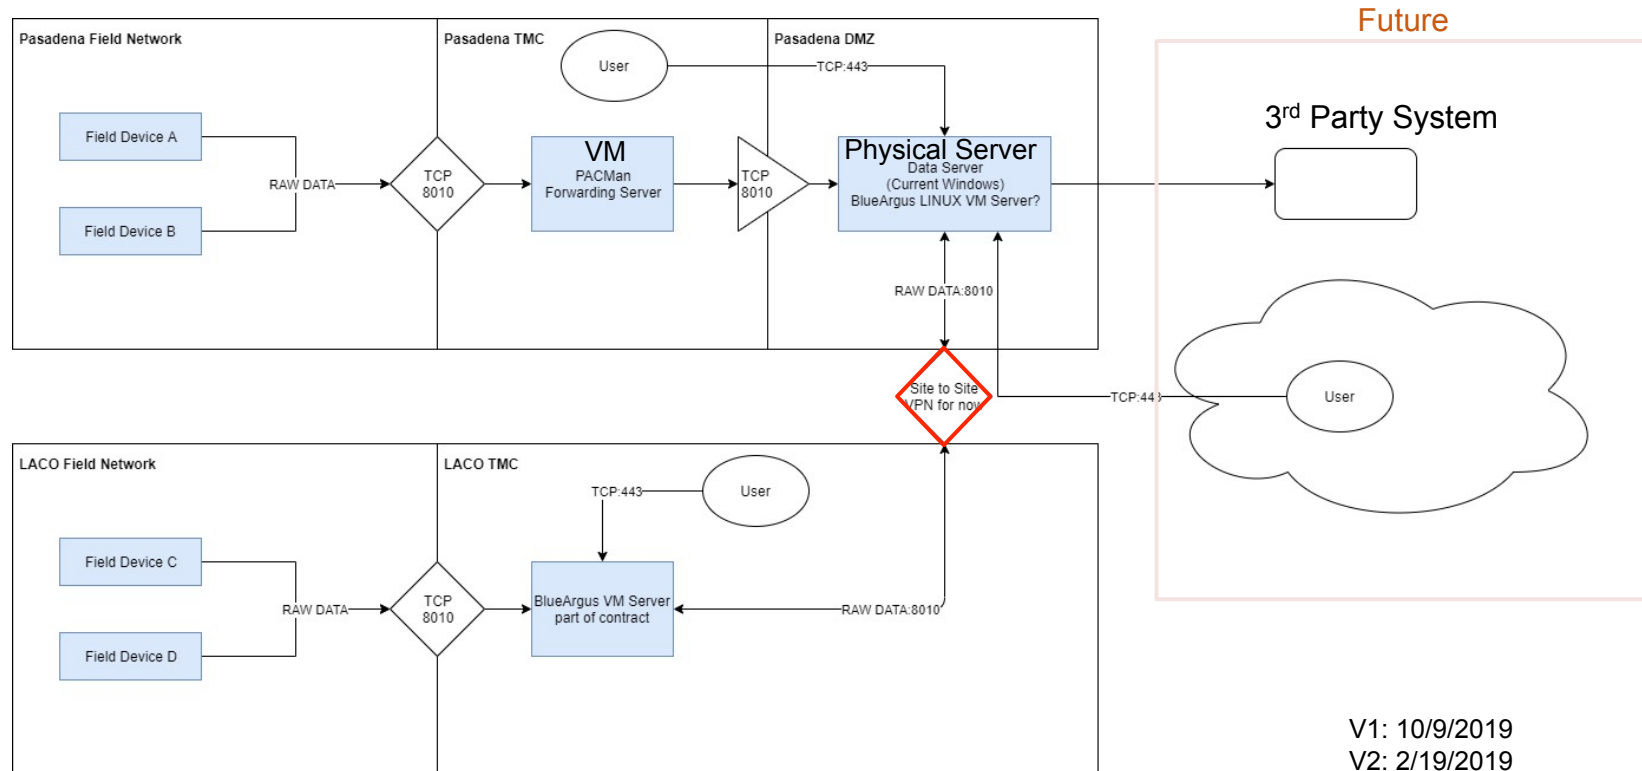 Future
Pasadena Field Network
Pasadena TMC
Pasadena DMZ
User
TCP:443
3rd Party System
Field Device A
Field Device B
RAW DATA
TCP
8010
VM
PACMan
Forwarding Server
TCP
8010
Physical Server
Data Server
(Current Windows)
BlueArgus LINUX VM Server?
RAW DATA:8010
Site to Site
VPN for now
TCP:443
User
LACO Field Network
LACO TMC
TCP:443
User
Field Device C
Field Device D
RAW DATA
TCP
8010
BlueArgus VM Server
part of contract
RAW DATA:8010
V1: 10/9/2019
V2: 2/19/2019